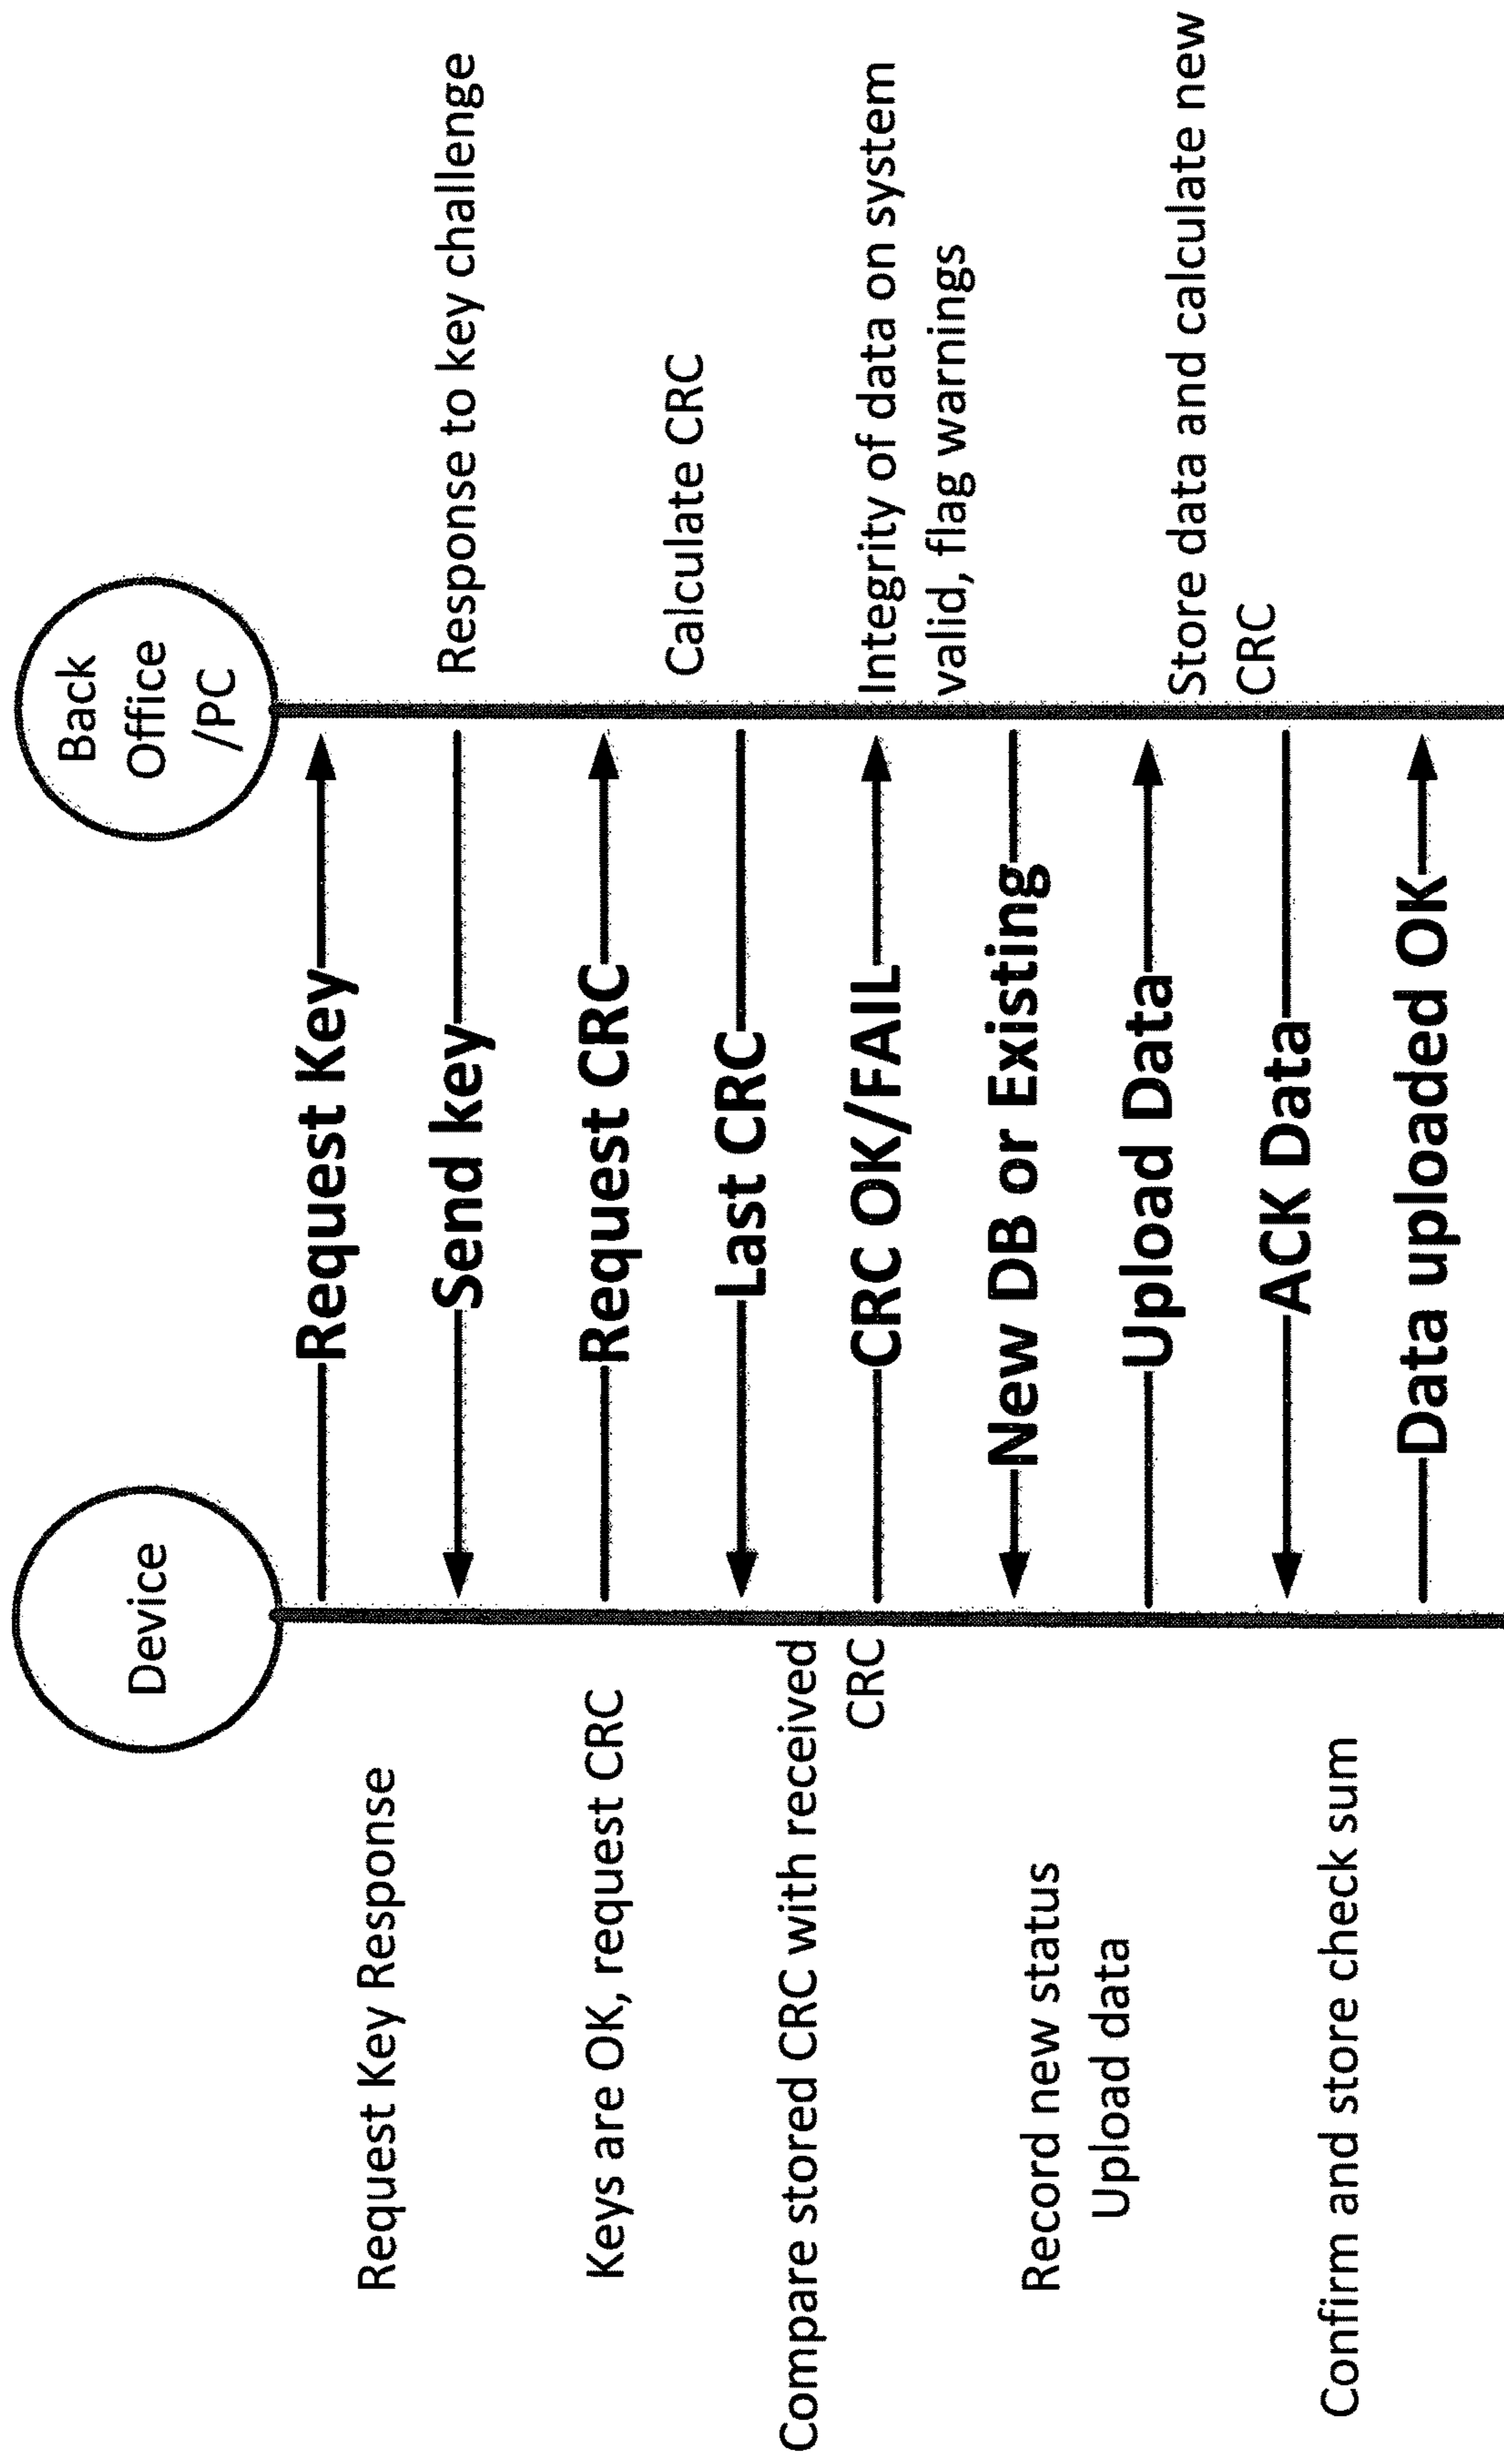 Device
Back
Office
/PC
Request Key
Request Key Response
Send key
Response to key challenge
Request CRC
Keys are OK, request CRC
Last CRC
Calculate CRC
Compare stored CRC with received
CRC
CRC OK/FAIL
Integrity of data on system
valid, flag warnings
New DB or Existing
Record new status
Upload data
Upload Data
Store data and calculate new
CRC
ACK Data
Confirm and store check sum
Data uploaded OK